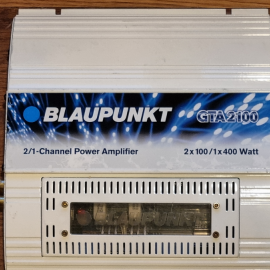 BLAUPUNKT GTA2100
2/1-Channel Power Amplifier 2x100/1x400 Watt